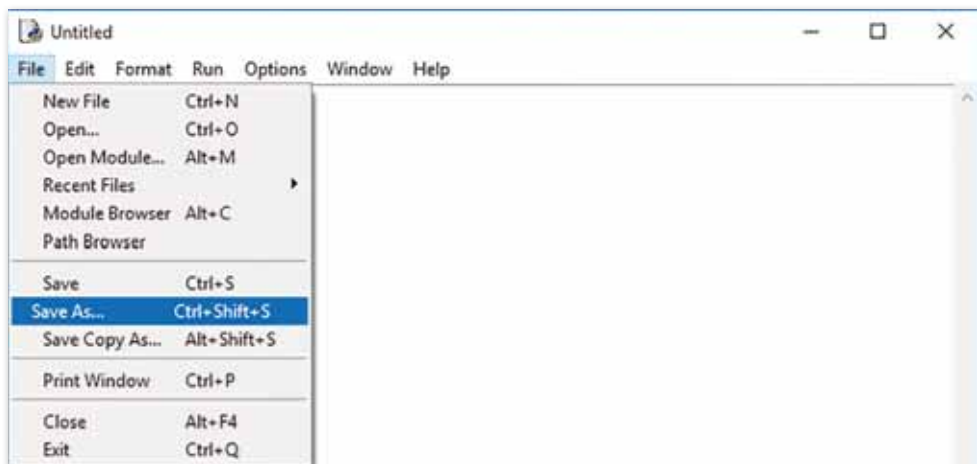 Untitled
File Edit Format Run Options Window Help
New File Ctrl+N
Open... Ctrl+O
Open Module... Alt+M
Recent Files
Module Browser Alt+C
Path Browser
Save Ctrl+S
Save As... Ctrl+Shift+S
Save Copy As... Alt+Shift+S
Print Window Ctrl+P
Close Alt+F4
Exit Ctrl+Q